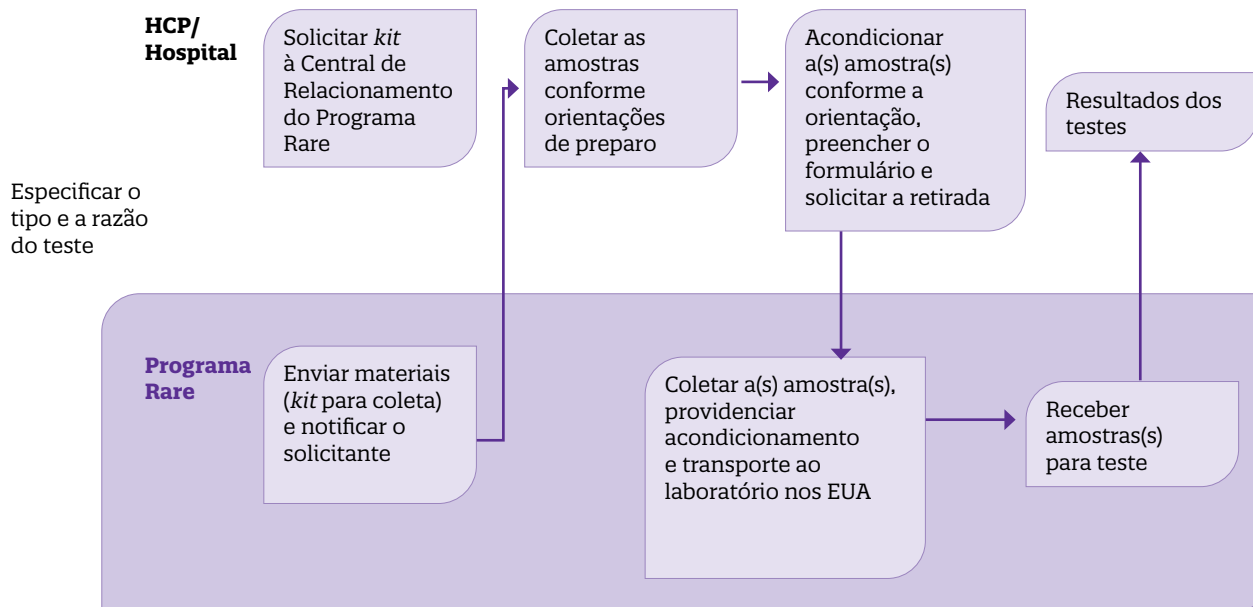 HCP/
Hospital
Solicitar kit
à Central de
Relacionamento
do Programa
Rare
Coletar as
amostras
conforme
orientações
de preparo
Acondicionar
a(s) amostra(s)
conforme a
orientação,
preencher o
formulário e
solicitar a retirada
Resultados dos
testes
Especificar o
tipo e a razão
do teste
Programa
Rare
Enviar materiais
(kit para coleta)
e notificar o
solicitante
Coletar a(s) amostra(s),
providenciar
acondicionamento
e transporte ao
laboratório nos EUA
Receber
amostras(s)
para teste